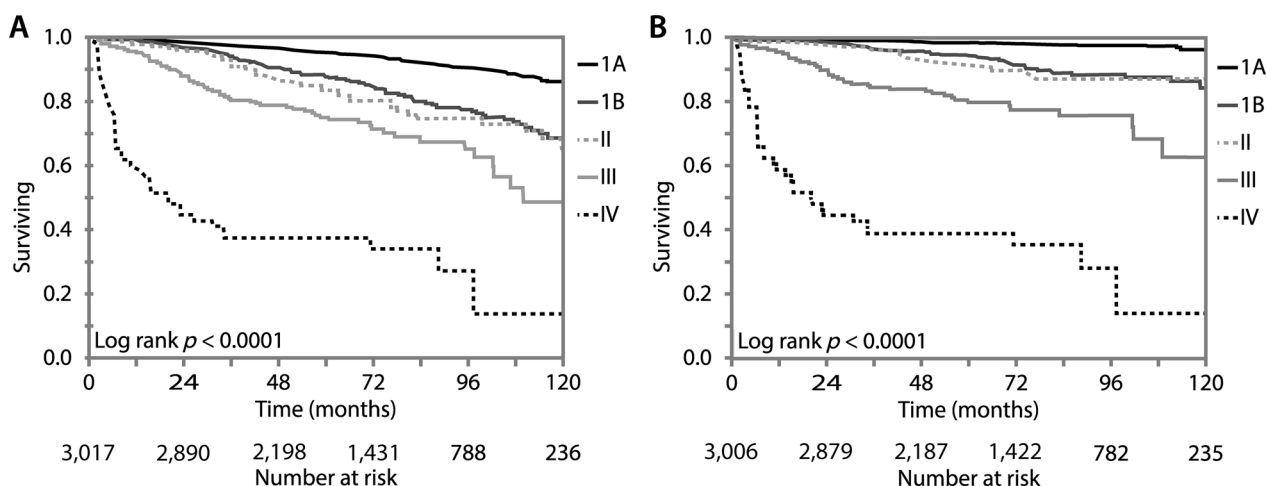 A
1.0
0.8
0.6
0.4
0.2
0.0
Surviving
Log rank p < 0.0001
0 24 48 72 96 120
Time (months)
3,017 2,890 2,198 1,431 788 236
Number at risk
1A
1B
II
III
IV
B
1.0
0.8
0.6
0.4
0.2
0.0
Surviving
Log rank p < 0.0001
0 24 48 72 96 120
Time (months)
3,006 2,879 2,187 1,422 782 235
Number at risk
1A
1B
II
III
IV